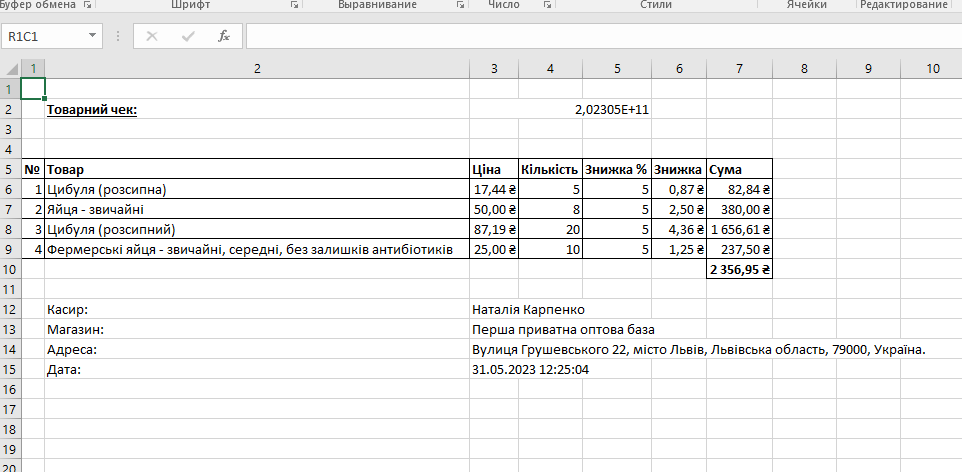 Буфер обмена Шрифт Выравнивание Число Стили Ячейки Редактирование
R1C1 fx
1 2 3 4 5 6 7 8 9 10
1
2 Товарний чек: 2,02305E+11
3
4
5 № Товар Ціна Кількість Знижка % Знижка Сума
6 1 Цибуля (розсипна) 17,44 ₴ 5 5 0,87 ₴ 82,84 ₴
7 2 Яйця - звичайні 50,00 ₴ 8 5 2,50 ₴ 380,00 ₴
8 3 Цибуля (розсипний) 87,19 ₴ 20 5 4,36 ₴ 1 656,61 ₴
9 4 Фермерські яйця - звичайні, середні, без залишків антибіотиків 25,00 ₴ 10 5 1,25 ₴ 237,50 ₴
10 2 356,95 ₴
11
12 Касир: Наталія Карпенко
13 Магазин: Перша приватна оптова база
14 Адреса: Вулиця Грушевського 22, місто Львів, Львівська область, 79000, Україна.
15 Дата: 31.05.2023 12:25:04
16
17
18
19
20